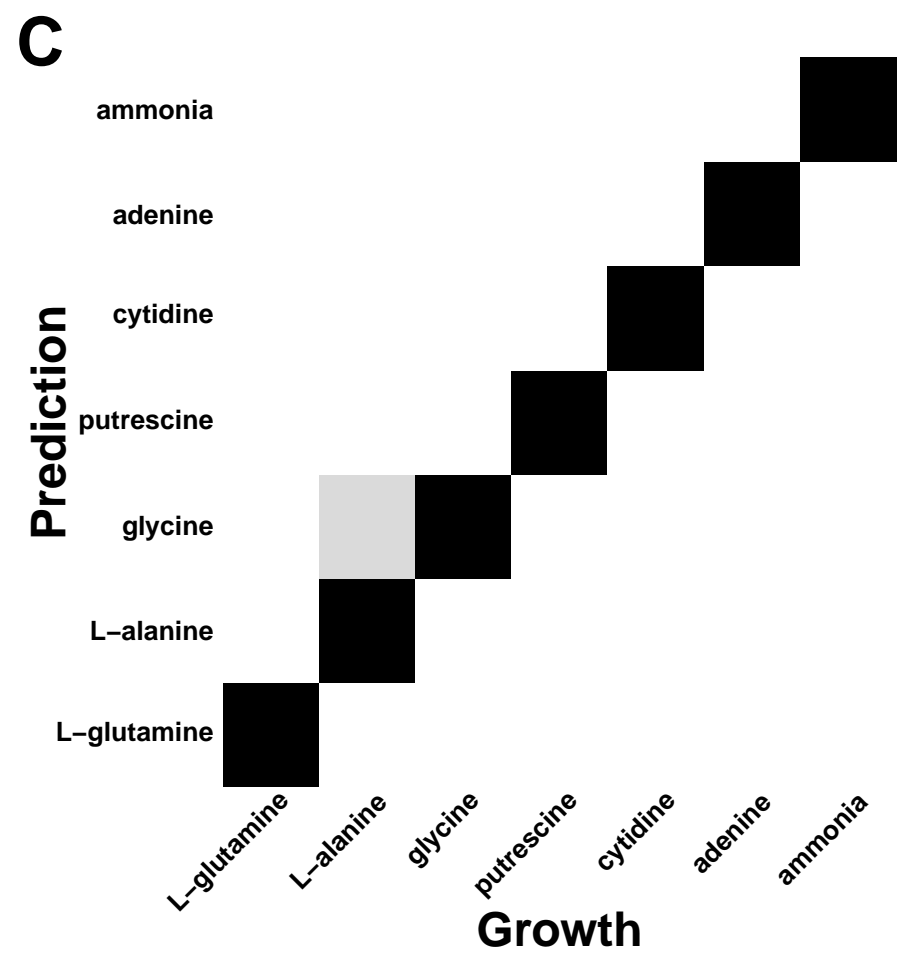 C
ammonia
adenine
cytidine
putrescine
glycine
L−alanine
L−glutamine
Prediction
L−glutamine
L−alanine
glycine
putrescine
cytidine
adenine
ammonia
Growth